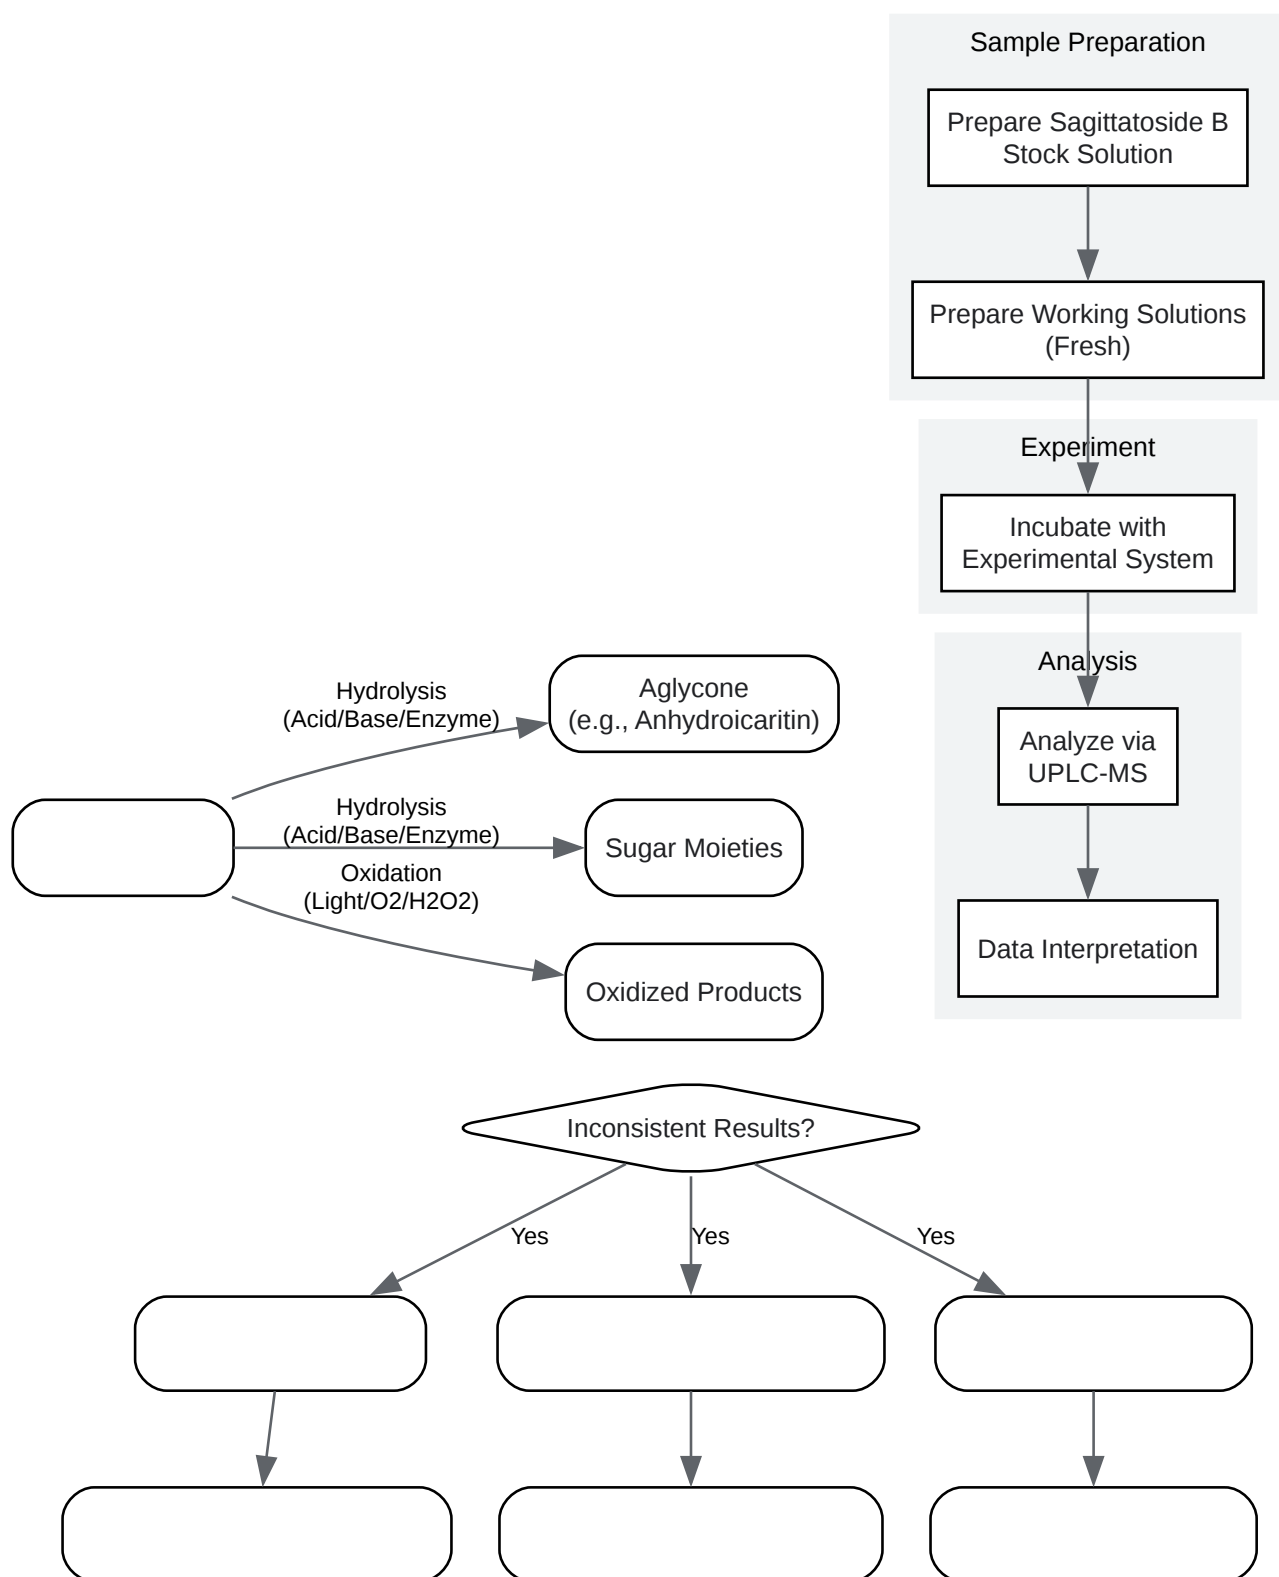 Sample Preparation
Prepare Sagittatoside B
Stock Solution
Prepare Working Solutions
(Fresh)
Experiment
Incubate with
Experimental System
Analysis
Analyze via
UPLC-MS
Data Interpretation
Hydrolysis
(Acid/Base/Enzyme)
Aglycone
(e.g., Anhydroicaritin)
Hydrolysis
(Acid/Base/Enzyme)
Sugar Moieties
Oxidation
(Light/O2/H2O2)
Oxidized Products
Inconsistent Results?
Yes
Yes
Yes